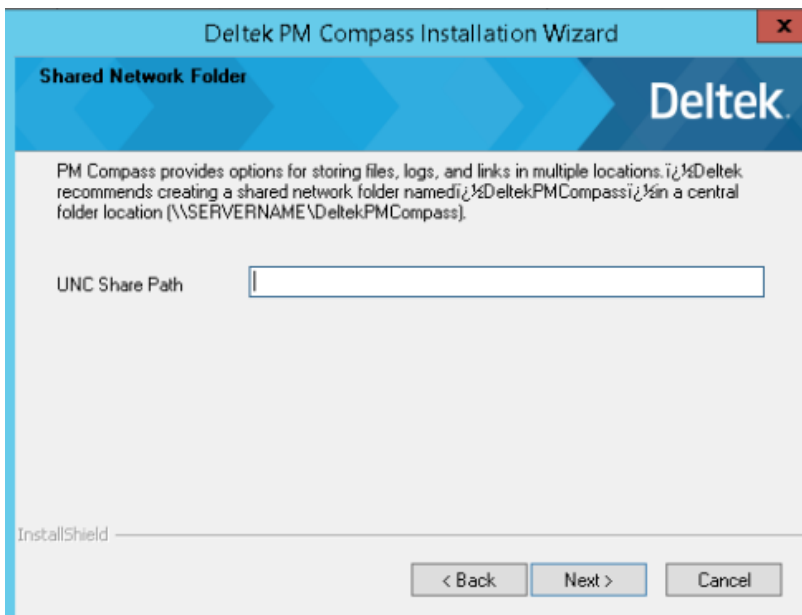 Deltek PM Compass Installation Wizard
x
Shared Network Folder
Deltek.
PM Compass provides options for storing files, logs, and links in multiple locations.ï¿½Deltek
recommends creating a shared network folder namedï¿½DeltekPMCompassï¿½in a central
folder location (\\SERVERNAME\DeltekPMCompass).
UNC Share Path
InstallShield
< Back Next > Cancel